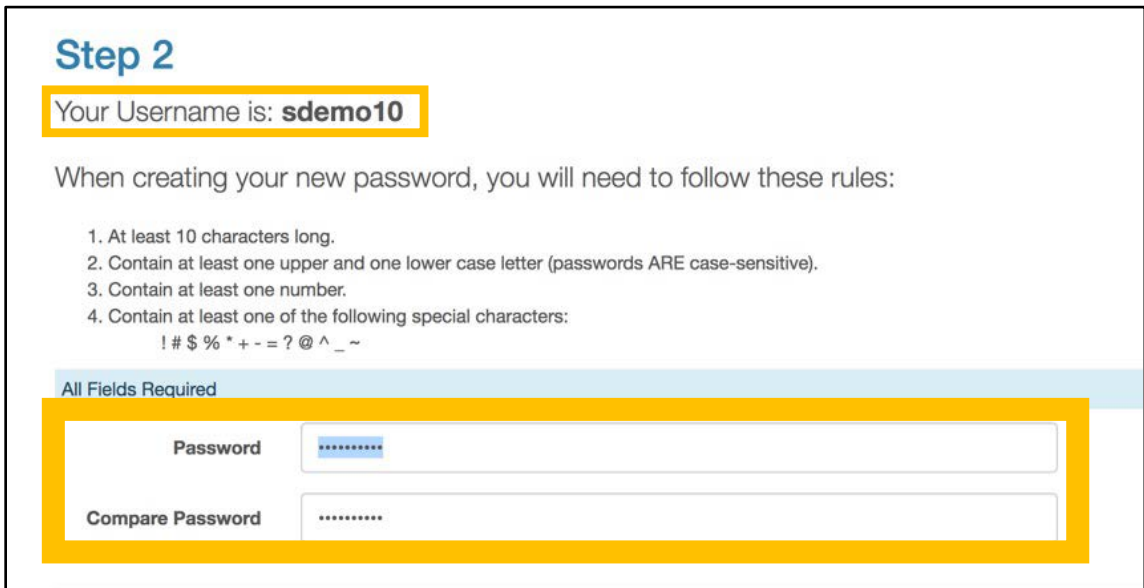 Step 2
Your Username is: sdemo10
When creating your new password, you will need to follow these rules:
1. At least 10 characters long.
2. Contain at least one upper and one lower case letter (passwords ARE case-sensitive).
3. Contain at least one number.
4. Contain at least one of the following special characters:
! # $ % * + - = ? @ ^ _ ~
All Fields Required
Password ••••••••••
Compare Password ••••••••••